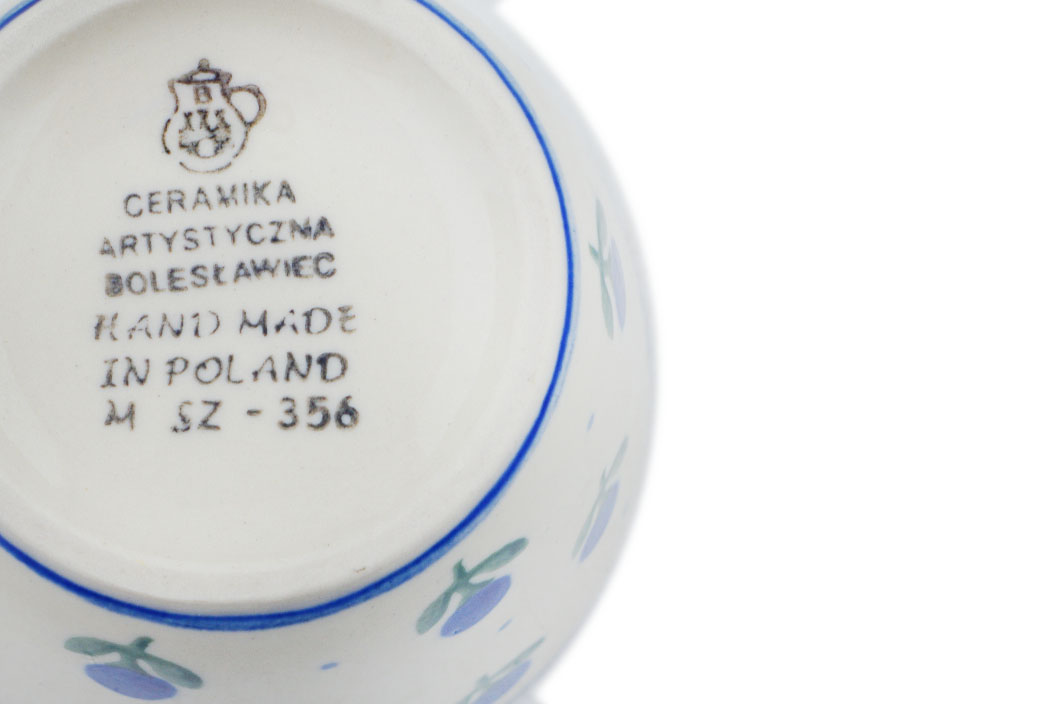 CERAMIKA
ARTYSTYCZNA
BOLESŁAWIEC
HAND MADE
IN POLAND
M SZ - 356